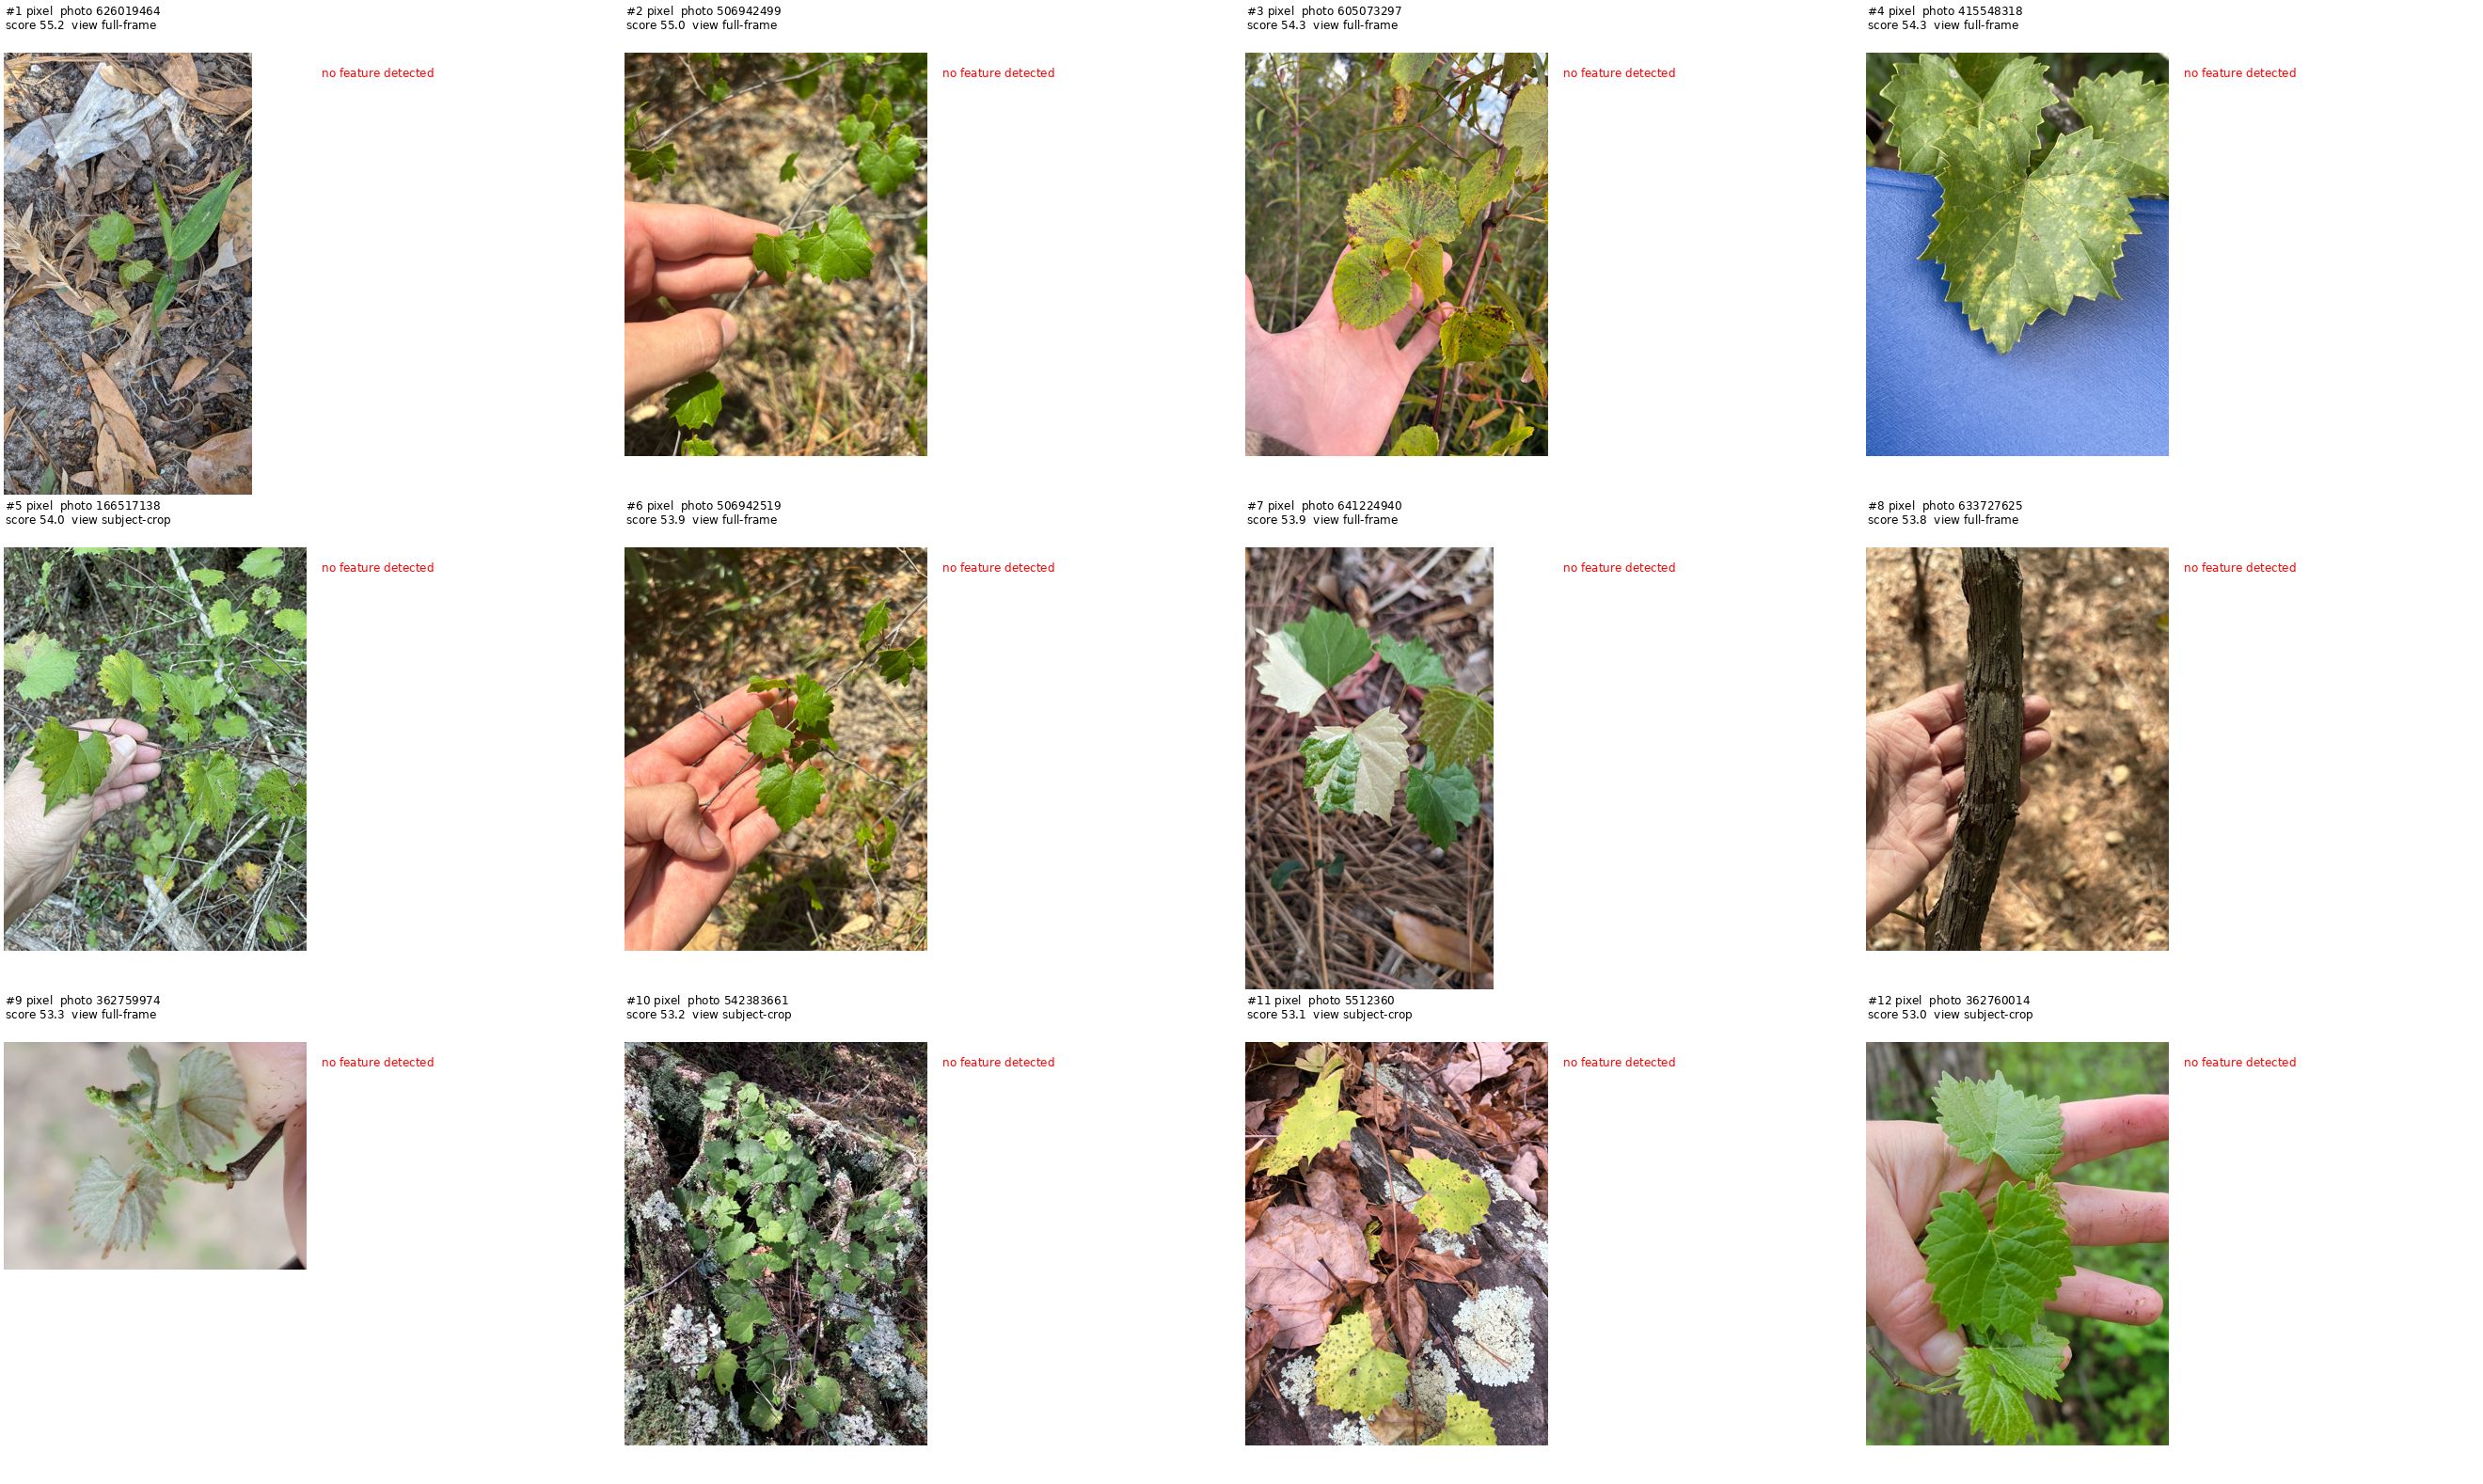 #1 pixel  photo 626019464
score 55.2  view full-frame
no feature detected
#2 pixel  photo 506942499
score 55.0  view full-frame
no feature detected
#3 pixel  photo 605073297
score 54.3  view full-frame
no feature detected
#4 pixel  photo 415548318
score 54.3  view full-frame
no feature detected
#5 pixel  photo 166517138
score 54.0  view subject-crop
no feature detected
#6 pixel  photo 506942519
score 53.9  view full-frame
no feature detected
#7 pixel  photo 641224940
score 53.9  view full-frame
no feature detected
#8 pixel  photo 633727625
score 53.8  view full-frame
no feature detected
#9 pixel  photo 362759974
score 53.3  view full-frame
no feature detected
#10 pixel  photo 542383661
score 53.2  view subject-crop
no feature detected
#11 pixel  photo 5512360
score 53.1  view subject-crop
no feature detected
#12 pixel  photo 362760014
score 53.0  view subject-crop
no feature detected